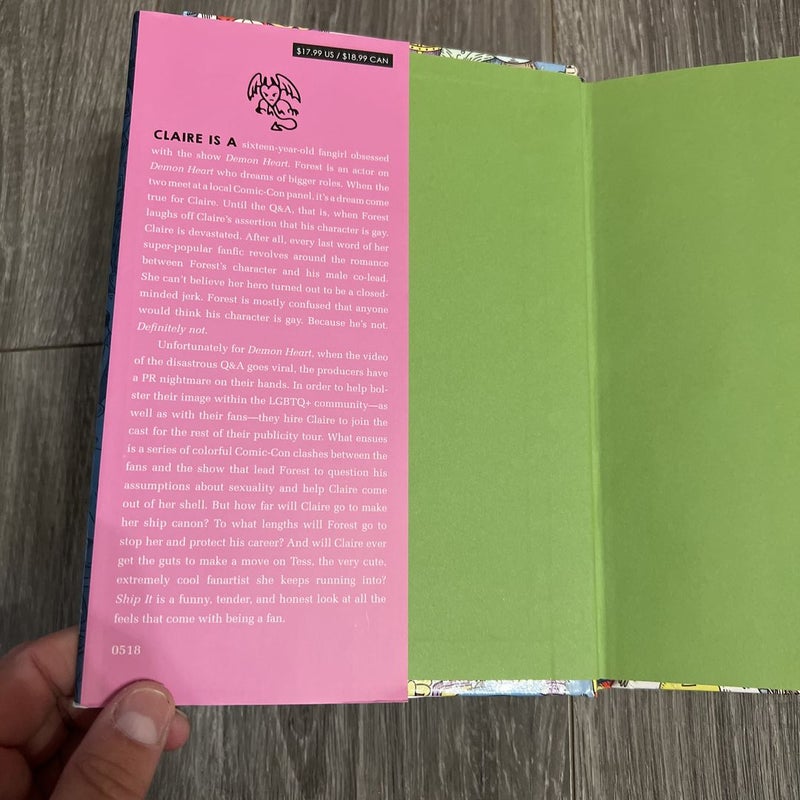 $17.99 US / $18.99 CAN
CLAIRE IS A sixteen-year-old fangirl obsessed
with the show Demon Heart. Forest is an actor on
Demon Heart who dreams of bigger roles. When the
two meet at a local Comic-Con panel, it's a dream come
true for Claire. Until the Q&A, that is, when Forest
laughs off Claire's assertion that his character is gay.
Claire is devastated. After all, every last word of her
super-popular fanfic revolves around the romance
between Forest's character and his male co-lead.
She can't believe her hero turned out to be a closed-
minded jerk. Forest is mostly confused that anyone
would think his character is gay. Because he's not.
Definitely not.
Unfortunately for Demon Heart, when the video
of the disastrous Q&A goes viral, the producers have
a PR nightmare on their hands. In order to help bol-
ster their image within the LGBTQ+ community—as
well as with their fans—they hire Claire to join the
cast for the rest of their publicity tour. What ensues
is a series of colorful Comic-Con clashes between the
fans and the show that lead Forest to question his
assumptions about sexuality and help Claire come
out of her shell. But how far will Claire go to make
her ship canon? To what lengths will Forest go to
stop her and protect his career? And will Claire ever
get the guts to make a move on Tess, the very cute,
extremely cool fanartist she keeps running into?
Ship It is a funny, tender, and honest look at all the
feels that come with being a fan.
0518